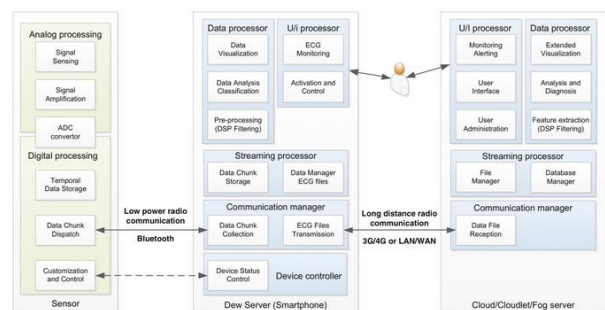 Analog processing
Signal
Sensing
Signal
Amplification
ADC
convertor
Digital processing
Temporal
Data Storage
Data Chunk
Dispatch
Customization
and Control
Sensor
Low power radio
communication
Bluetooth
Data processor
Data
Visualization
Data Analysis
Classification
Pre-processing
(DSP Filtering)
U/i processor
ECG
Monitoring
Activation and
Control
Streaming processor
Data Chunk
Storage
Data Manager
ECG files
Communication manager
Data Chunk
Collection
ECG Files
Transmission
Device Status
Control
Device controller
Dew Server (Smartphone)
Long distance radio
communication
3G/4G or LAN/WAN
U/I processor
Monitoring
Alerting
User
Interface
User
Administration
Data processor
Extended
Visualization
Analysis and
Diagnosis
Feature extraction
(DSP Filtering)
Streaming processor
File
Manager
Database
Manager
Communication manager
Data File
Reception
Cloud/Cloudlet/Fog server